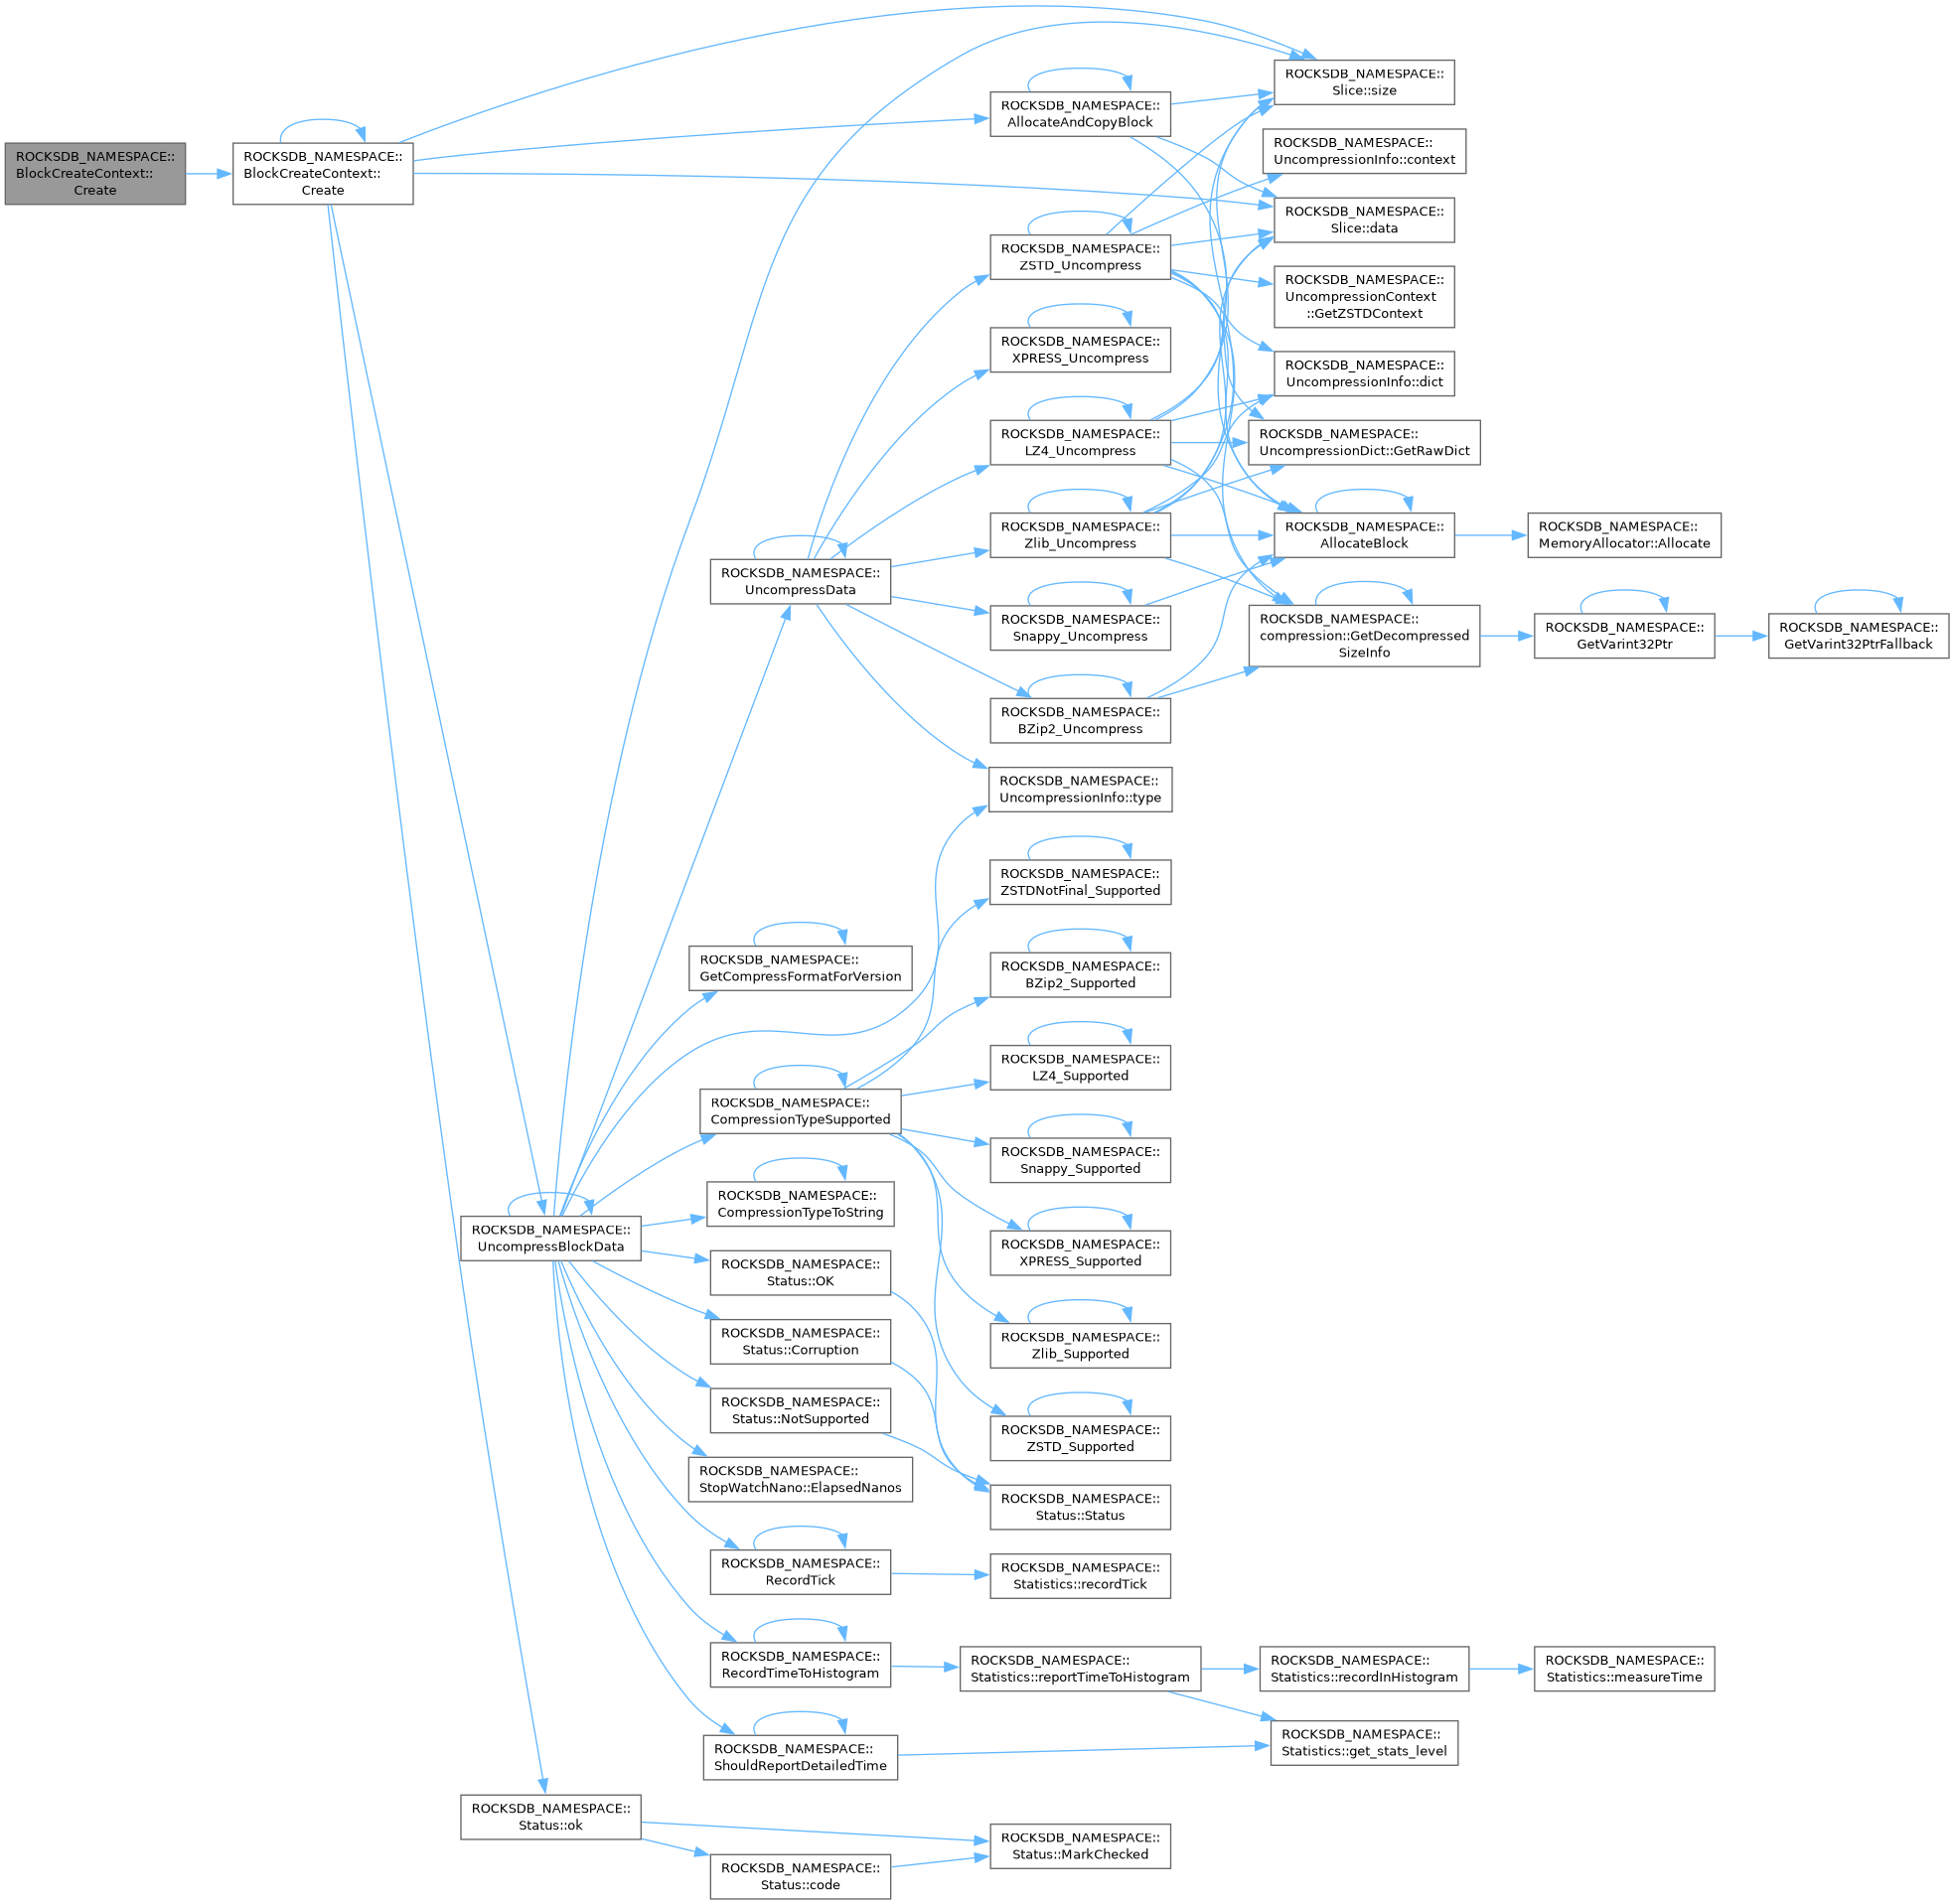 ROCKSDB_NAMESPACE::
BlockCreateContext::
Create
ROCKSDB_NAMESPACE::
BlockCreateContext::
Create
ROCKSDB_NAMESPACE::
UncompressBlockData
ROCKSDB_NAMESPACE::
Status::ok
ROCKSDB_NAMESPACE::
UncompressData
ROCKSDB_NAMESPACE::
GetCompressFormatForVersion
ROCKSDB_NAMESPACE::
CompressionTypeSupported
ROCKSDB_NAMESPACE::
CompressionTypeToString
ROCKSDB_NAMESPACE::
Status::OK
ROCKSDB_NAMESPACE::
Status::Corruption
ROCKSDB_NAMESPACE::
Status::NotSupported
ROCKSDB_NAMESPACE::
StopWatchNano::ElapsedNanos
ROCKSDB_NAMESPACE::
RecordTick
ROCKSDB_NAMESPACE::
RecordTimeToHistogram
ROCKSDB_NAMESPACE::
ShouldReportDetailedTime
ROCKSDB_NAMESPACE::
Status::code
ROCKSDB_NAMESPACE::
AllocateAndCopyBlock
ROCKSDB_NAMESPACE::
ZSTD_Uncompress
ROCKSDB_NAMESPACE::
XPRESS_Uncompress
ROCKSDB_NAMESPACE::
LZ4_Uncompress
ROCKSDB_NAMESPACE::
Zlib_Uncompress
ROCKSDB_NAMESPACE::
Snappy_Uncompress
ROCKSDB_NAMESPACE::
BZip2_Uncompress
ROCKSDB_NAMESPACE::
UncompressionInfo::type
ROCKSDB_NAMESPACE::
ZSTDNotFinal_Supported
ROCKSDB_NAMESPACE::
BZip2_Supported
ROCKSDB_NAMESPACE::
LZ4_Supported
ROCKSDB_NAMESPACE::
Snappy_Supported
ROCKSDB_NAMESPACE::
XPRESS_Supported
ROCKSDB_NAMESPACE::
Zlib_Supported
ROCKSDB_NAMESPACE::
ZSTD_Supported
ROCKSDB_NAMESPACE::
Status::Status
ROCKSDB_NAMESPACE::
Statistics::recordTick
ROCKSDB_NAMESPACE::
Statistics::reportTimeToHistogram
ROCKSDB_NAMESPACE::
Status::MarkChecked
ROCKSDB_NAMESPACE::
Slice::size
ROCKSDB_NAMESPACE::
UncompressionInfo::context
ROCKSDB_NAMESPACE::
Slice::data
ROCKSDB_NAMESPACE::
UncompressionContext
::GetZSTDContext
ROCKSDB_NAMESPACE::
UncompressionInfo::dict
ROCKSDB_NAMESPACE::
UncompressionDict::GetRawDict
ROCKSDB_NAMESPACE::
AllocateBlock
ROCKSDB_NAMESPACE::
compression::GetDecompressed
SizeInfo
ROCKSDB_NAMESPACE::
Statistics::recordInHistogram
ROCKSDB_NAMESPACE::
Statistics::get_stats_level
ROCKSDB_NAMESPACE::
MemoryAllocator::Allocate
ROCKSDB_NAMESPACE::
GetVarint32Ptr
ROCKSDB_NAMESPACE::
Statistics::measureTime
ROCKSDB_NAMESPACE::
GetVarint32PtrFallback